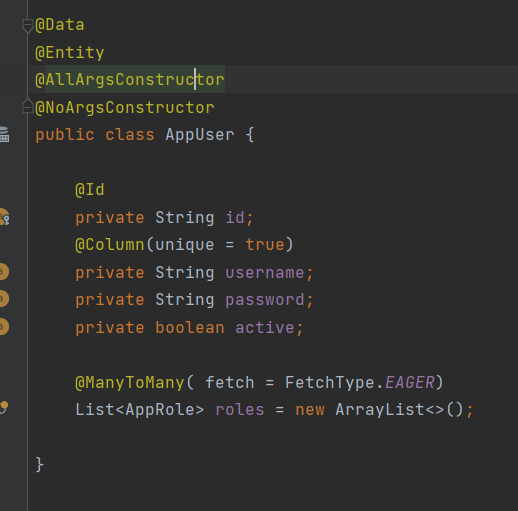 @Data
@Entity
@AllArgsConstructor
@NoArgsConstructor
public class AppUser {
@Id
private String id;
@Column(unique = true)
private String username;
private String password;
private boolean active;
@ManyToMany( fetch = FetchType.EAGER)
List<AppRole> roles = new ArrayList<>();
}